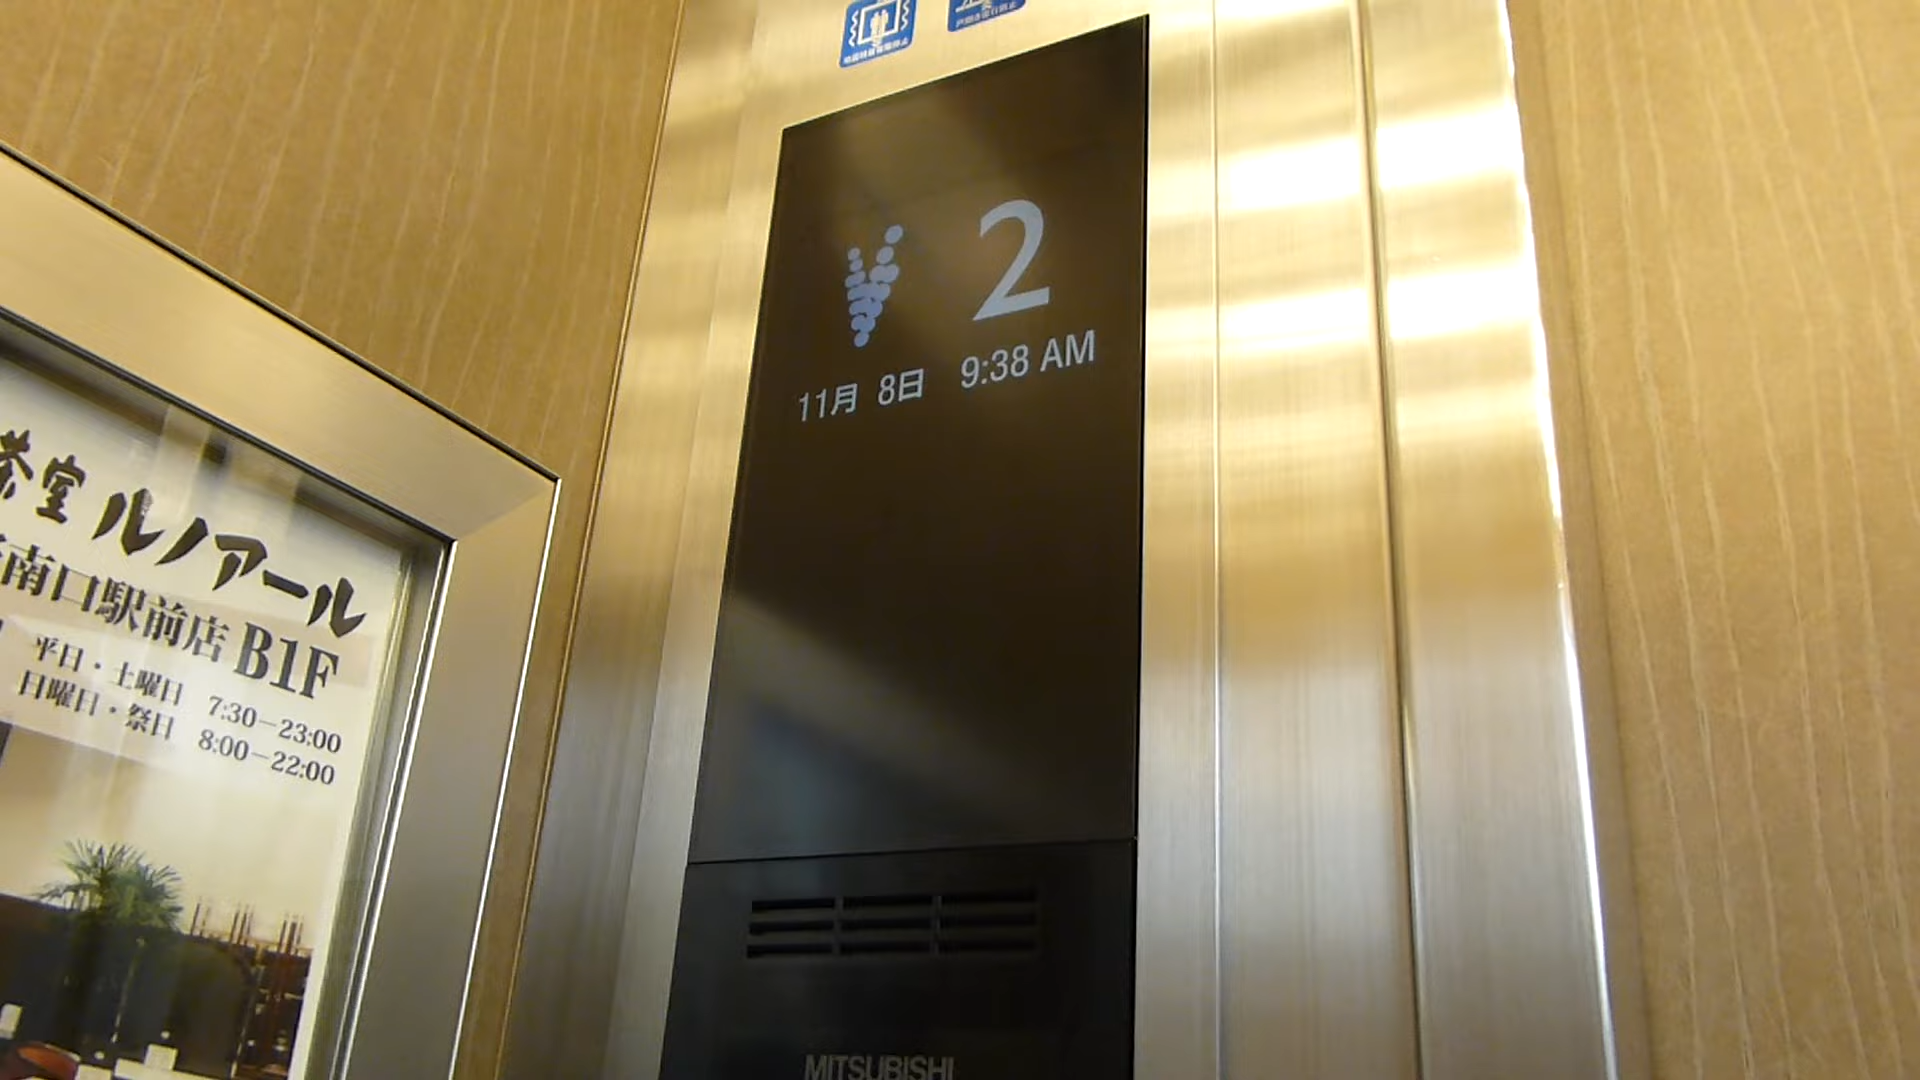 2
11月 8日 9:38 AM
茶室 ルノアール
南口駅前店 B1F
平日・土曜日 7:30－23:00
日曜日・祭日 8:00－22:00
MITSUBISHI